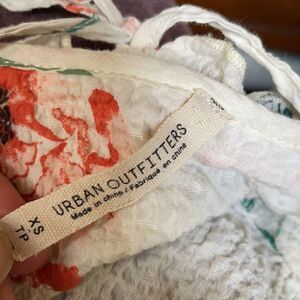 URBAN OUTFITTERS
Made in china / Fabriqué en chine
XS
TP